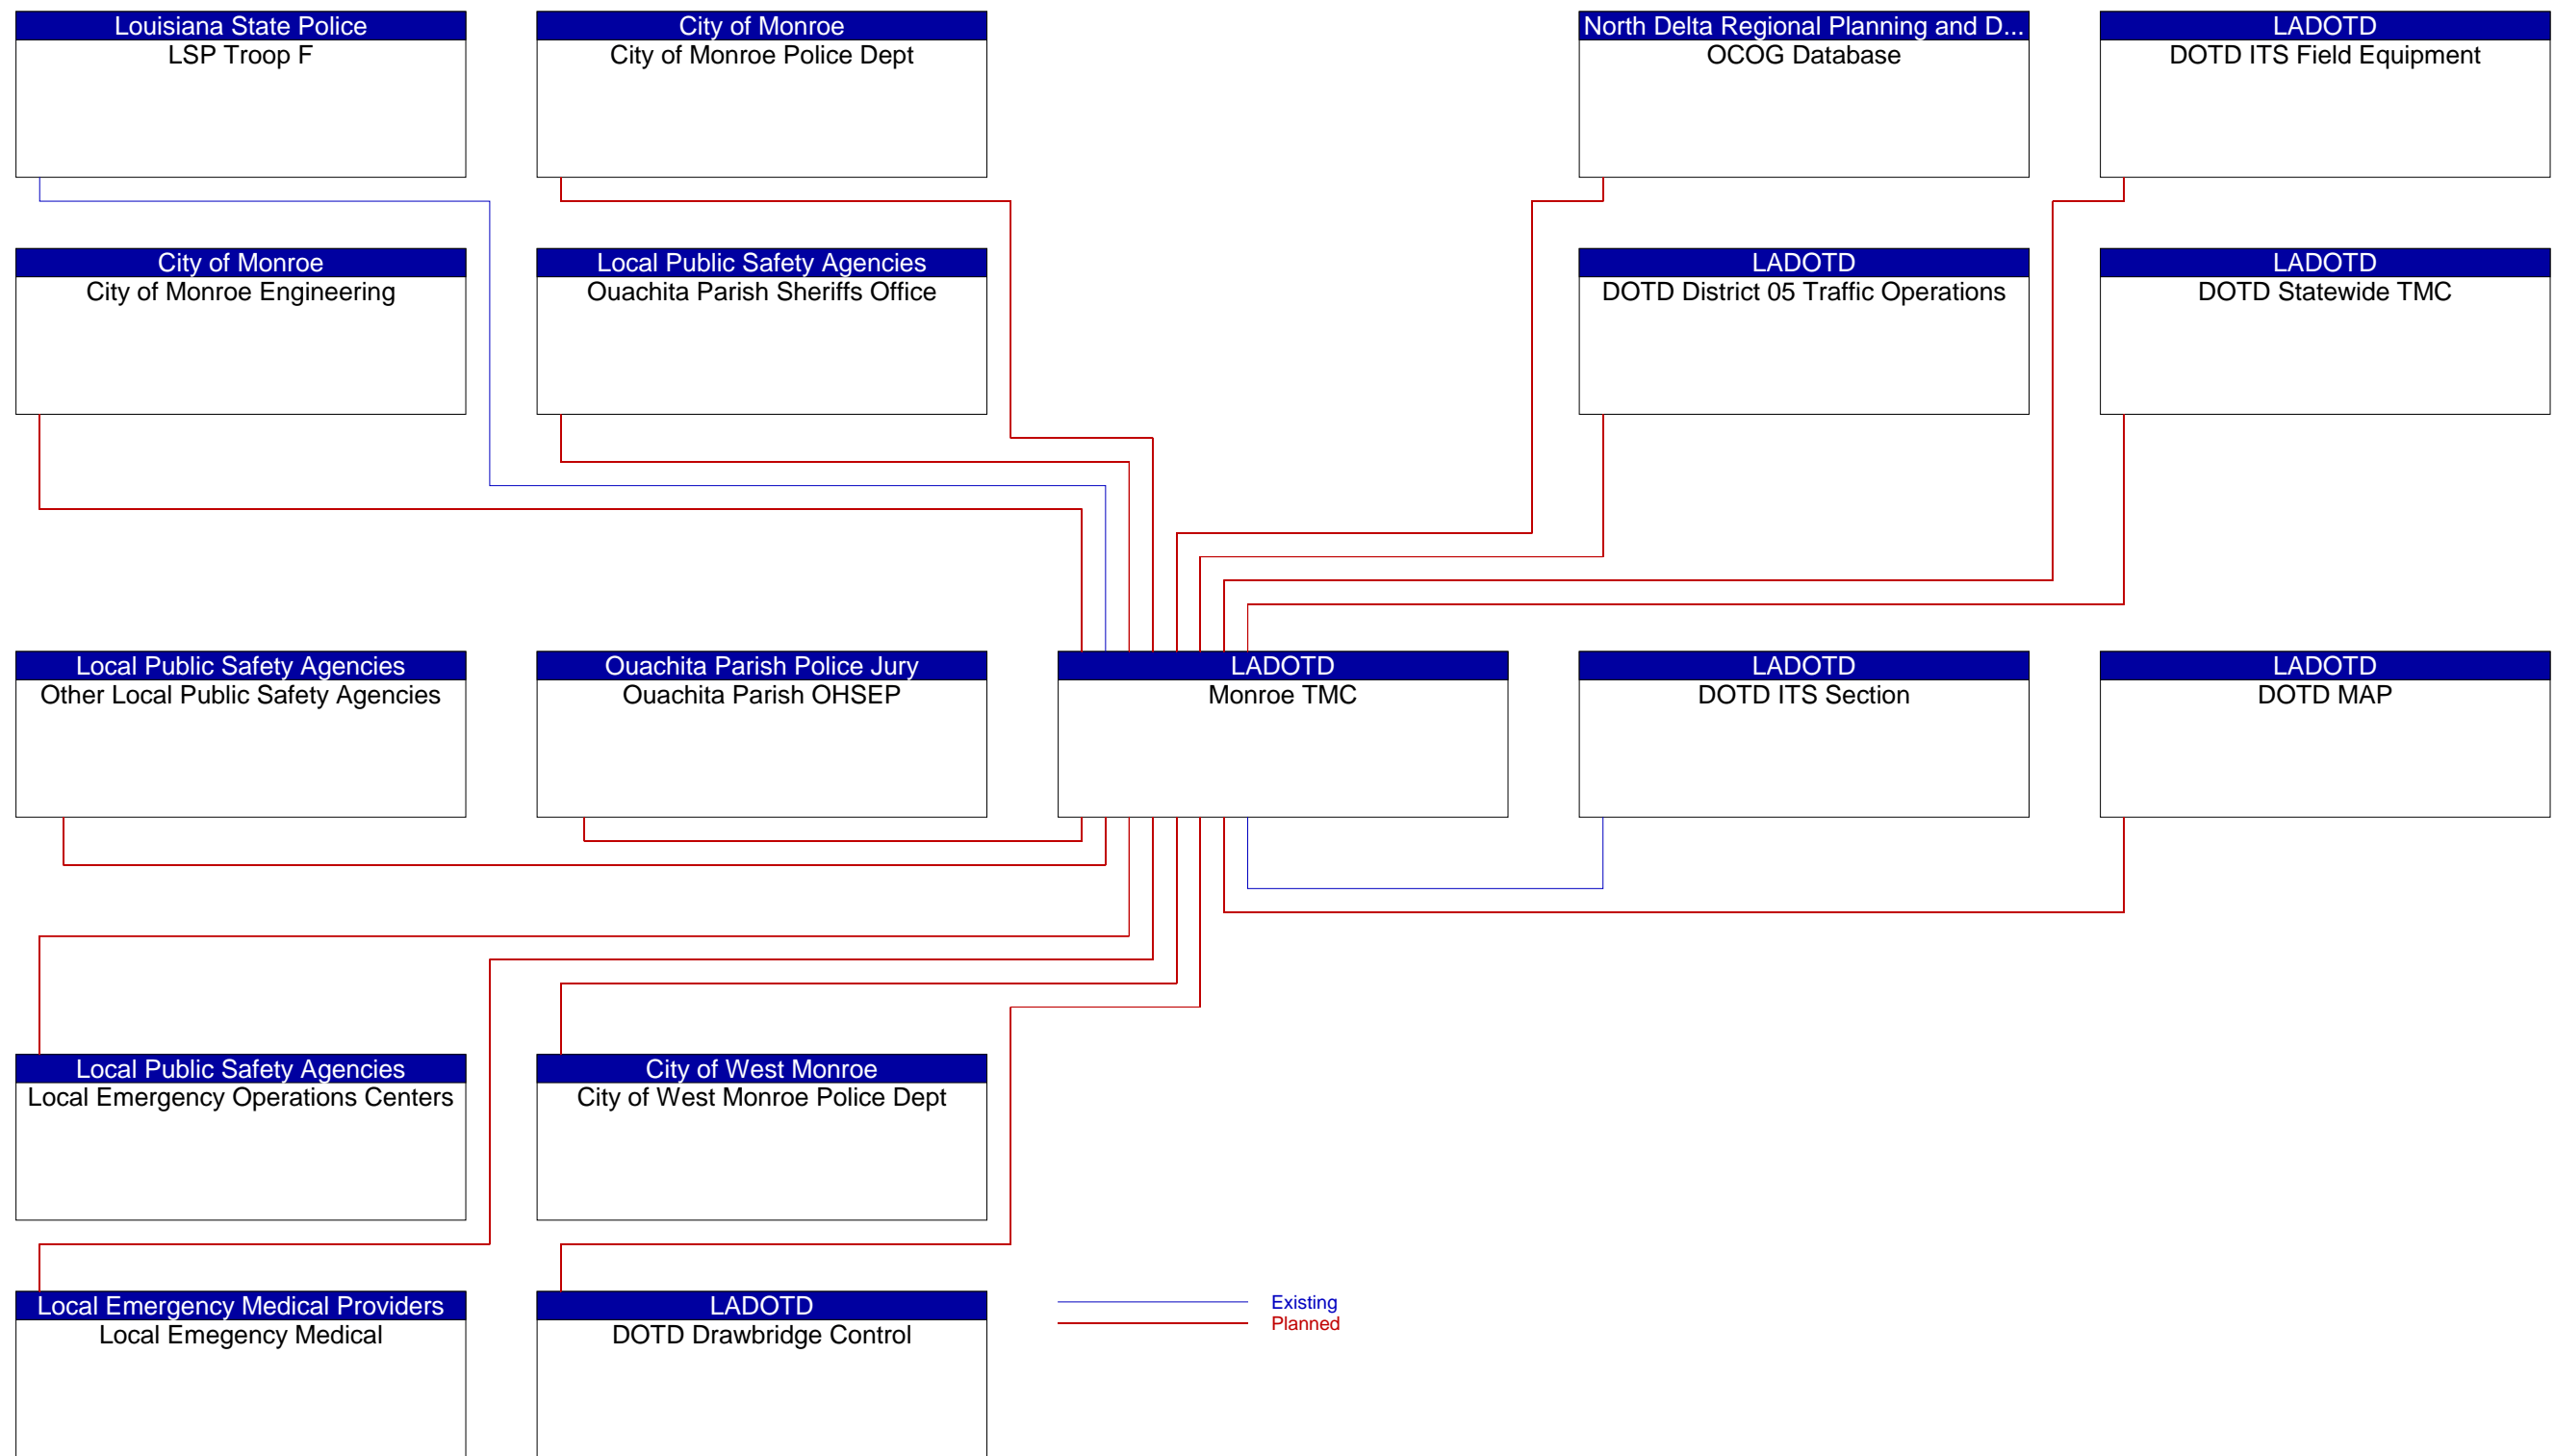 Louisiana State Police
LSP Troop F
City of Monroe
City of Monroe Police Dept
North Delta Regional Planning and D...
OCOG Database
LADOTD
DOTD ITS Field Equipment
City of Monroe
City of Monroe Engineering
Local Public Safety Agencies
Ouachita Parish Sheriffs Office
LADOTD
DOTD District 05 Traffic Operations
LADOTD
DOTD Statewide TMC
Local Public Safety Agencies
Other Local Public Safety Agencies
Ouachita Parish Police Jury
Ouachita Parish OHSEP
LADOTD
Monroe TMC
LADOTD
DOTD ITS Section
LADOTD
DOTD MAP
Local Public Safety Agencies
Local Emergency Operations Centers
City of West Monroe
City of West Monroe Police Dept
Local Emergency Medical Providers
Local Emegency Medical
LADOTD
DOTD Drawbridge Control
Existing
Planned